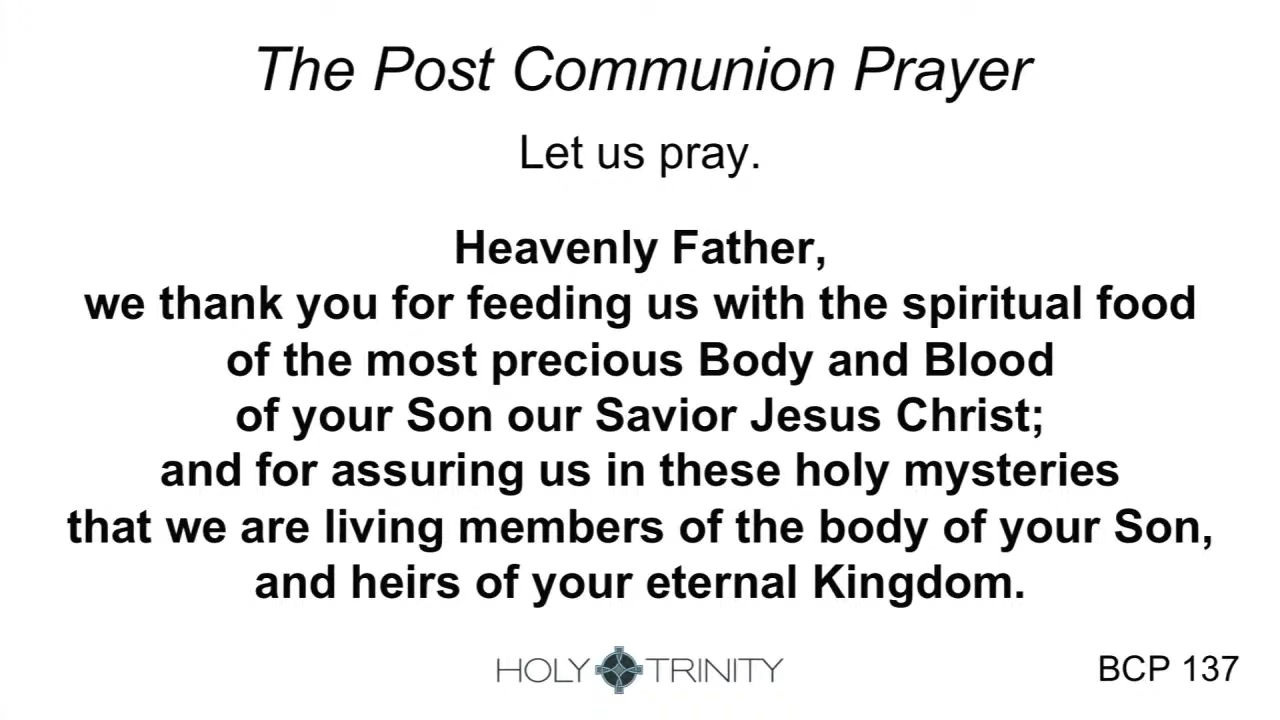 The Post Communion Prayer
Let us pray.
Heavenly Father,
we thank you for feeding us with the spiritual food
of the most precious Body and Blood
of your Son our Savior Jesus Christ;
and for assuring us in these holy mysteries
that we are living members of the body of your Son,
and heirs of your eternal Kingdom.
HOLY TRINITY
BCP 137